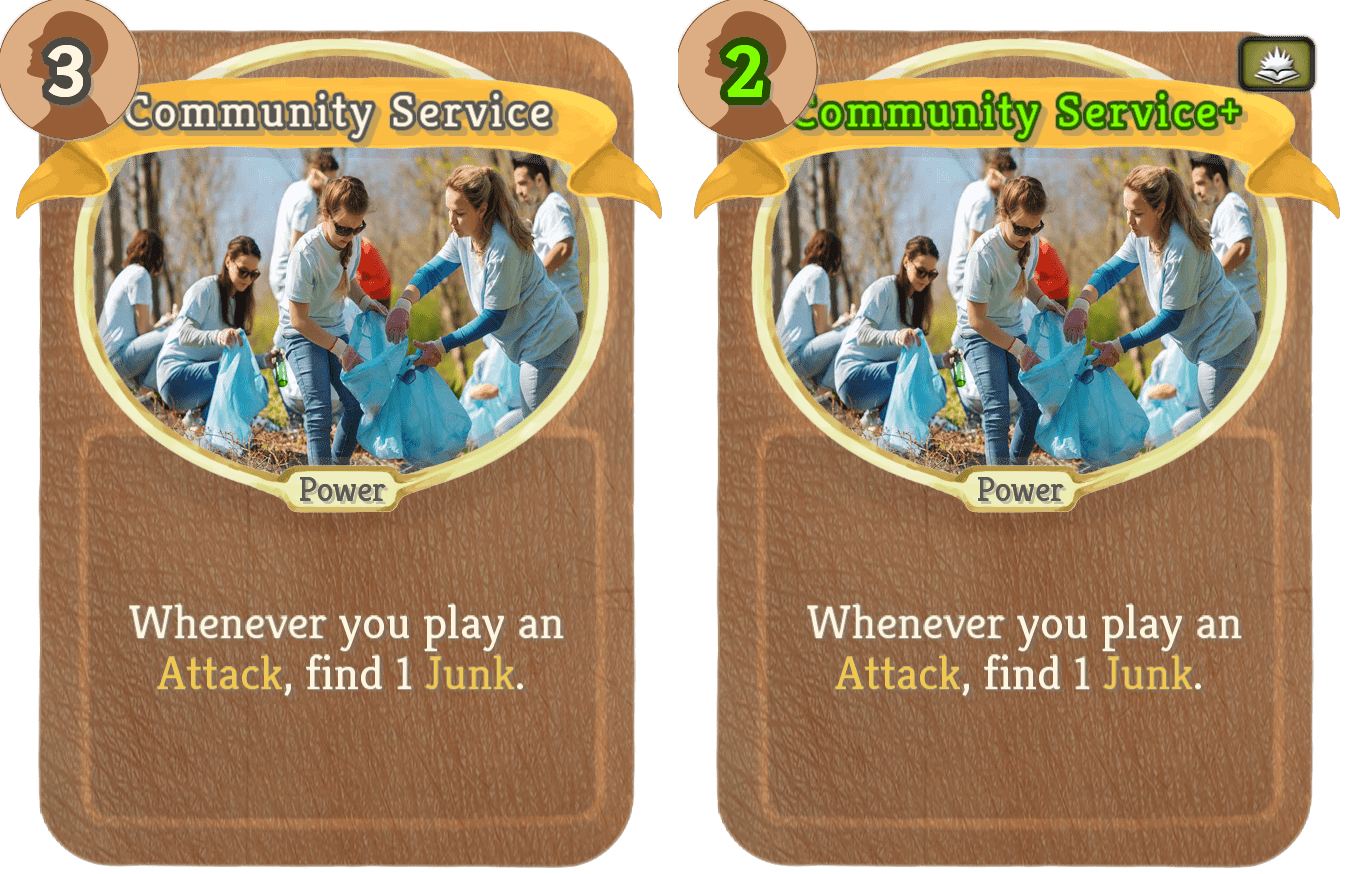 3
Community Service
Power
Whenever you play an
Attack, find 1 Junk.
2
Community Service+
Power
Whenever you play an
Attack, find 1 Junk.